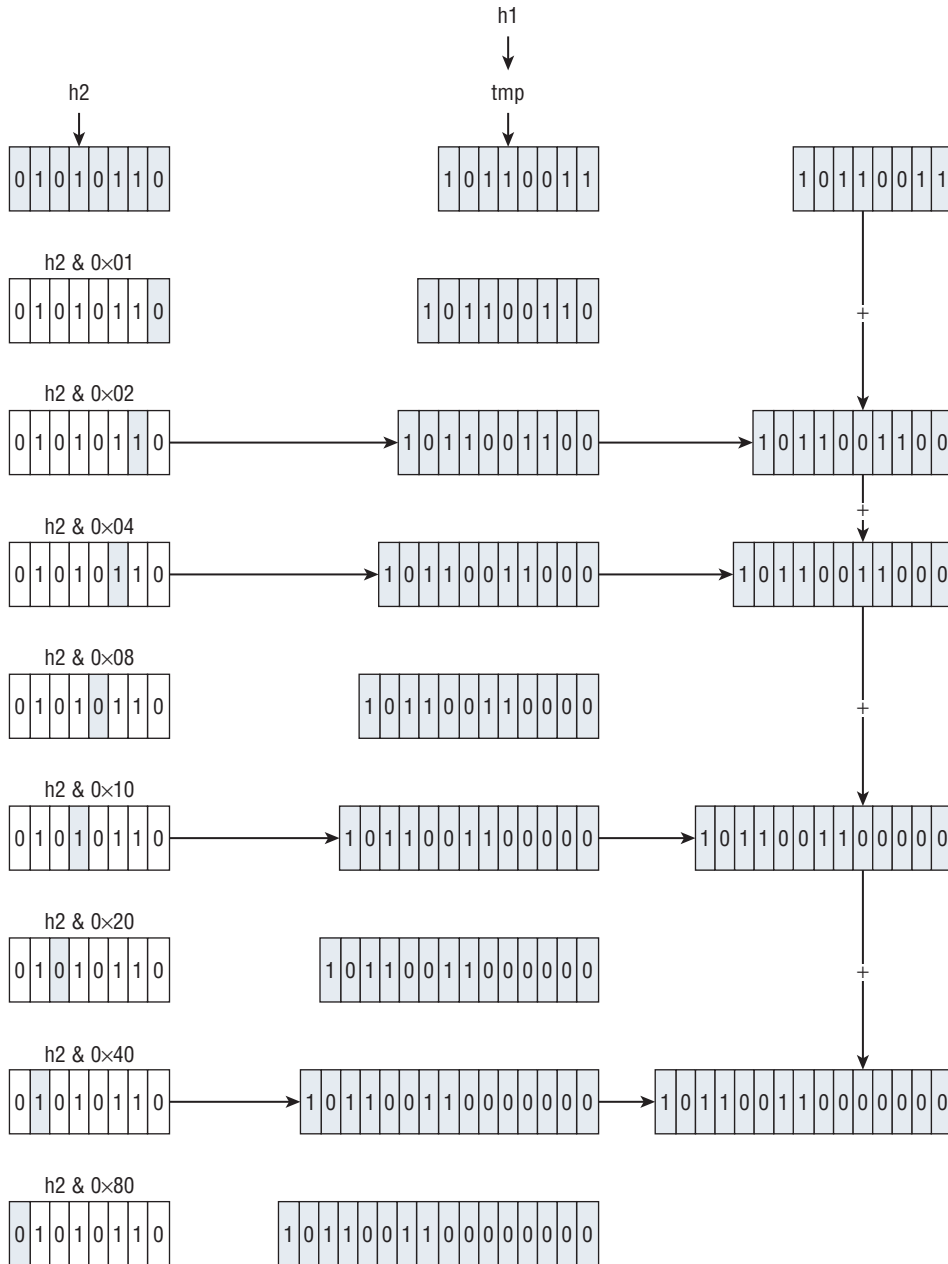 h1
tmp
h2
0 1 0 1 0 1 1 0 1 0 1 1 0 0 1 1 1 0 1 1 0 0 1 1
h2 & 0×01
0 1 0 1 0 1 1 0 1 0 1 1 0 0 1 1 0 +
h2 & 0×02
0 1 0 1 0 1 1 0 1 0 1 1 0 0 1 1 0 0 1 0 1 1 0 0 1 1 0 0
+
h2 & 0×04
0 1 0 1 0 1 1 0 1 0 1 1 0 0 1 1 0 0 0 1 0 1 1 0 0 1 1 0 0 0
h2 & 0×08
0 1 0 1 0 1 1 0 1 0 1 1 0 0 1 1 0 0 0 0 +
h2 & 0×10
0 1 0 1 0 1 1 0 1 0 1 1 0 0 1 1 0 0 0 0 0 1 0 1 1 0 0 1 1 0 0 0 0 0
h2 & 0×20
0 1 0 1 0 1 1 0 1 0 1 1 0 0 1 1 0 0 0 0 0 0 +
h2 & 0×40
0 1 0 1 0 1 1 0 1 0 1 1 0 0 1 1 0 0 0 0 0 0 0 1 0 1 1 0 0 1 1 0 0 0 0 0 0 0
h2 & 0×80
0 1 0 1 0 1 1 0 1 0 1 1 0 0 1 1 0 0 0 0 0 0 0 0